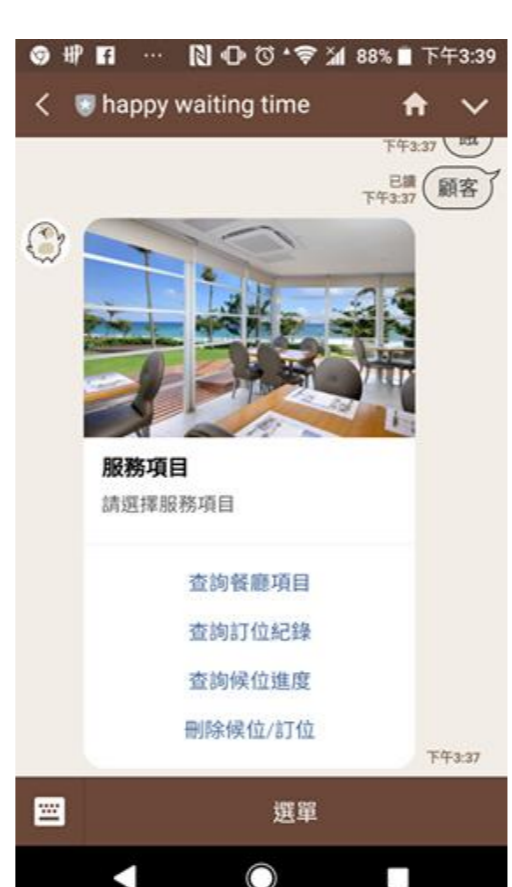 88% 下午3:39
happy waiting time
下午3:37
已讀
下午3:37
顧客
服務項目
請選擇服務項目
查詢餐廳項目
查詢訂位紀錄
查詢候位進度
刪除候位/訂位
下午3:37
選單